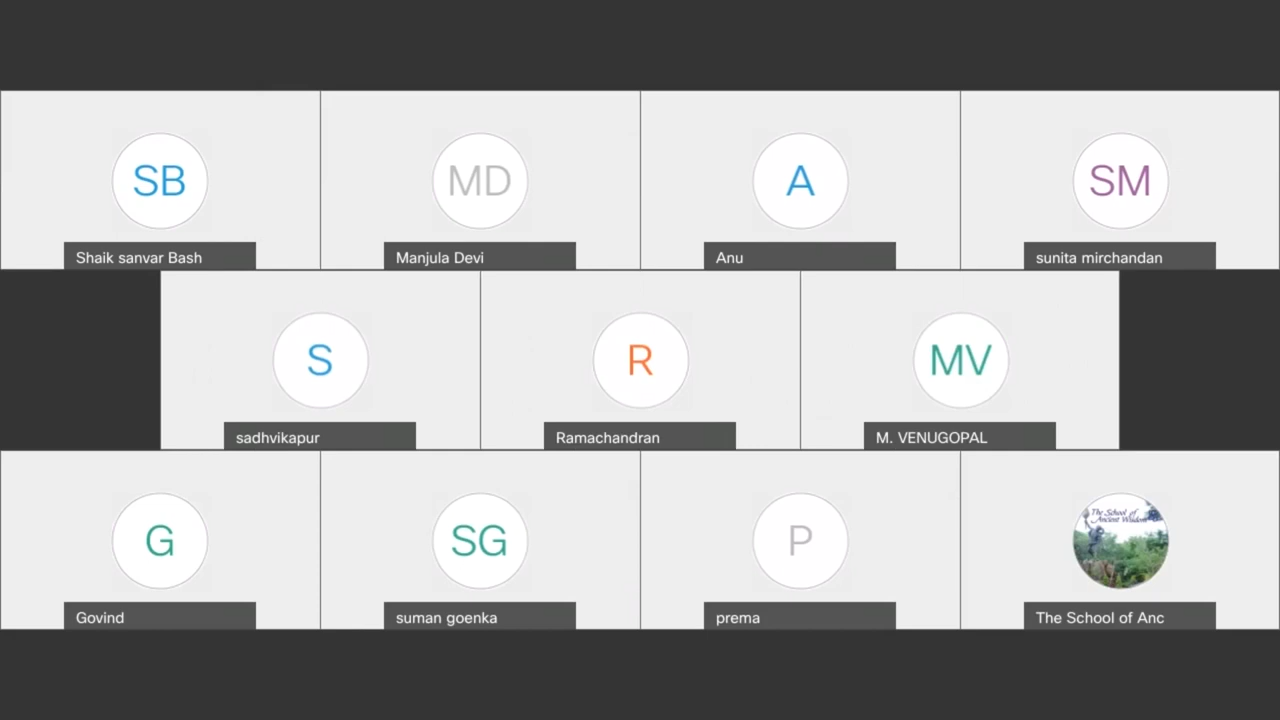 SB
MD
A
SM
Shaik sanvar Bash
Manjula Devi
Anu
sunita mirchandan
S
R
MV
sadhvikapur
Ramachandran
M. VENUGOPAL
G
SG
P
The School of
Ancient Wisdom
Govind
suman goenka
prema
The School of Anc